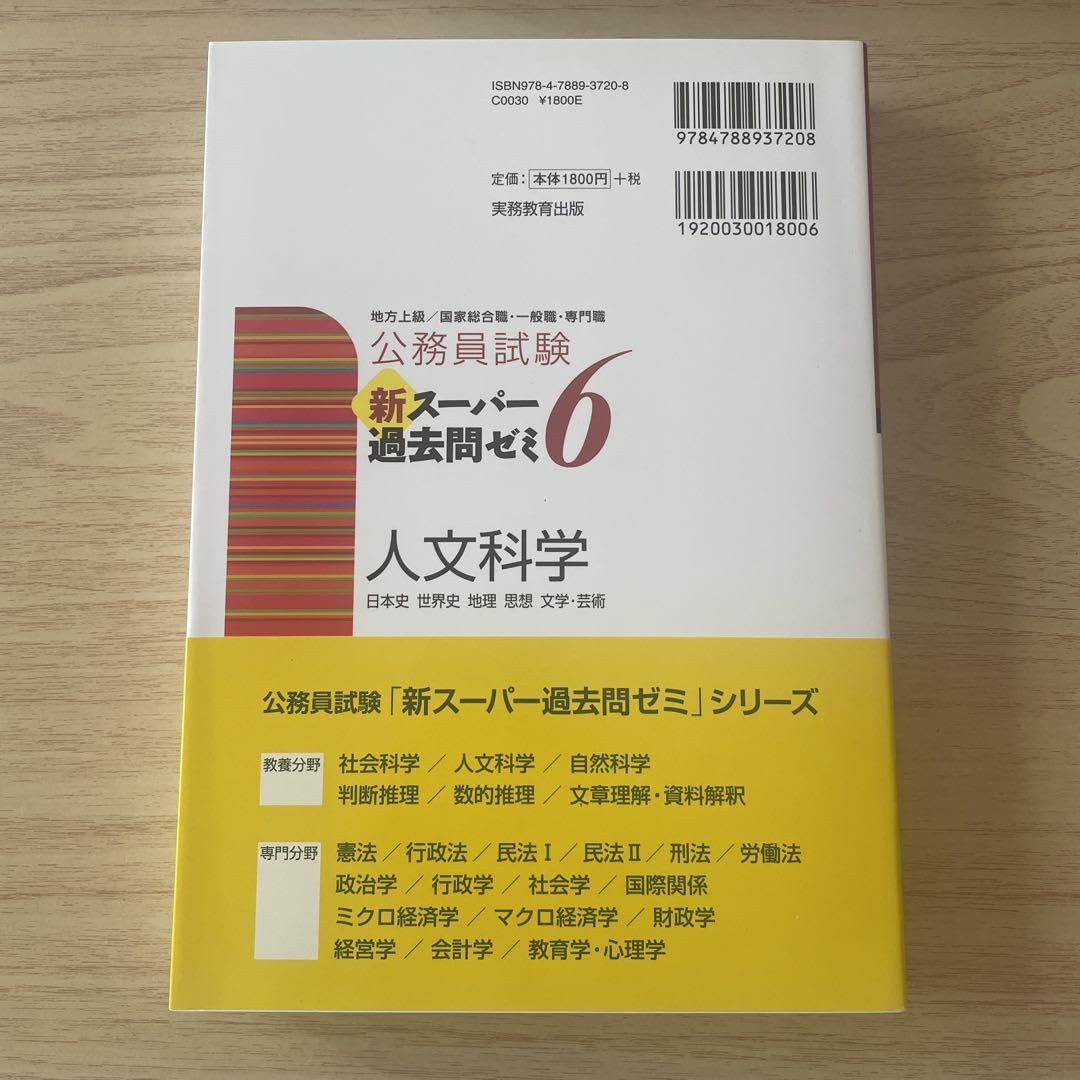 ISBN978-4-7889-3720-8
C0030 ¥1800E
9784788937208
定価：本体1800円+税
実務教育出版
1920030018006
地方上級／国家総合職・一般職・専門職
公務員試験
新スーパー
過去問ゼミ6
人文科学
日本史 世界史 地理 思想 文学・芸術
公務員試験「新スーパー過去問ゼミ」シリーズ
教養分野 社会科学／人文科学／自然科学
判断推理／数的推理／文章理解・資料解釈
専門分野 憲法／行政法／民法Ⅰ／民法Ⅱ／刑法／労働法
政治学／行政学／社会学／国際関係
ミクロ経済学／マクロ経済学／財政学
経営学／会計学／教育学・心理学